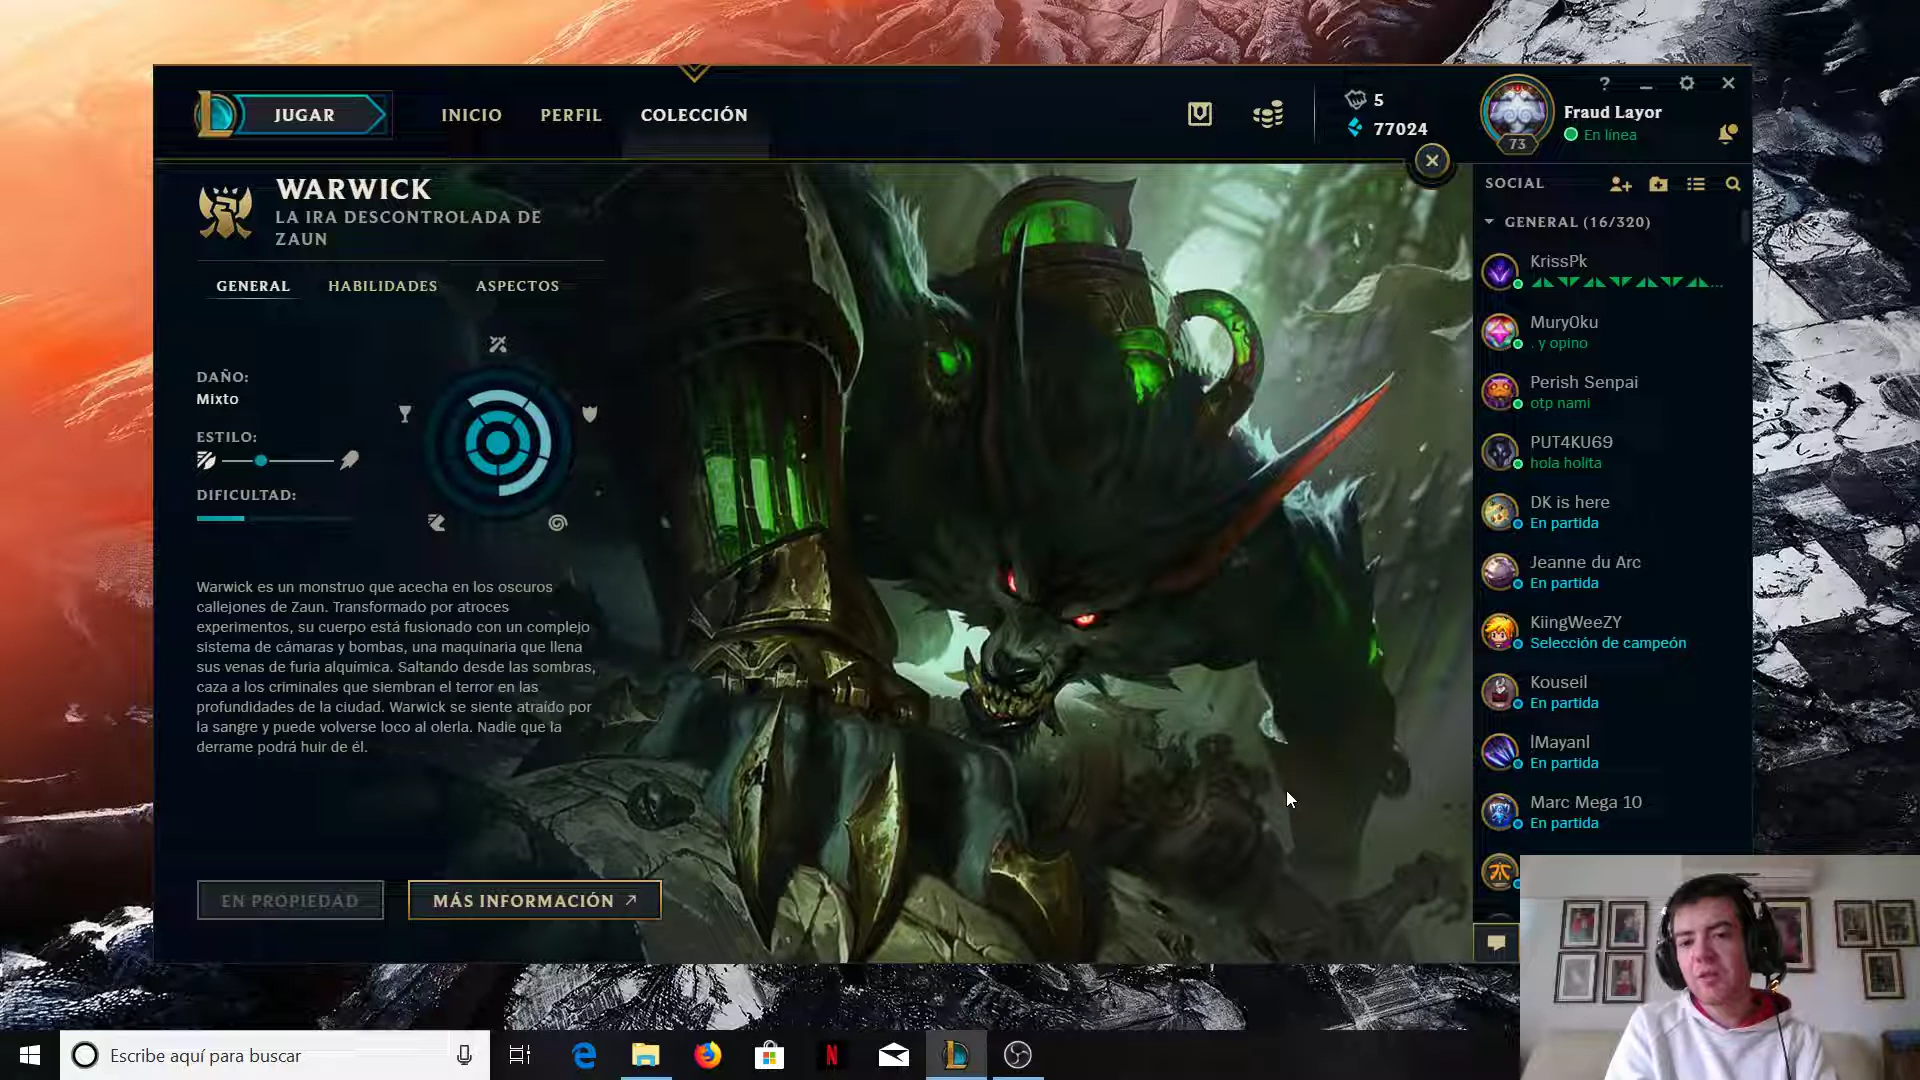 JUGAR
INICIO
PERFIL
COLECCIÓN
5
77024
73
Fraud Layor
En línea
?
WARWICK
LA IRA DESCONTROLADA DE
ZAUN
GENERAL
HABILIDADES
ASPECTOS
DAÑO:
Mixto
ESTILO:
DIFICULTAD:
Warwick es un monstruo que acecha en los oscuros
callejones de Zaun. Transformado por atroces
experimentos, su cuerpo está fusionado con un complejo
sistema de cámaras y bombas, una maquinaria que llena
sus venas de furia alquímica. Saltando desde las sombras,
caza a los criminales que siembran el terror en las
profundidades de la ciudad. Warwick se siente atraído por
la sangre y puede volverse loco al olerla. Nadie que la
derrame podrá huir de él.
EN PROPIEDAD
MÁS INFORMACIÓN
SOCIAL
GENERAL (16/320)
KrissPk
◢◣◥◤◢◣◥◤◢◣◥◤◢◣...
Mury0ku
. y opino
Perish Senpai
otp nami
PUT4KU69
hola holita
DK is here
En partida
Jeanne du Arc
En partida
KiingWeeZY
Selección de campeón
Kouseil
En partida
lMayanl
En partida
Marc Mega 10
En partida
Escribe aquí para buscar